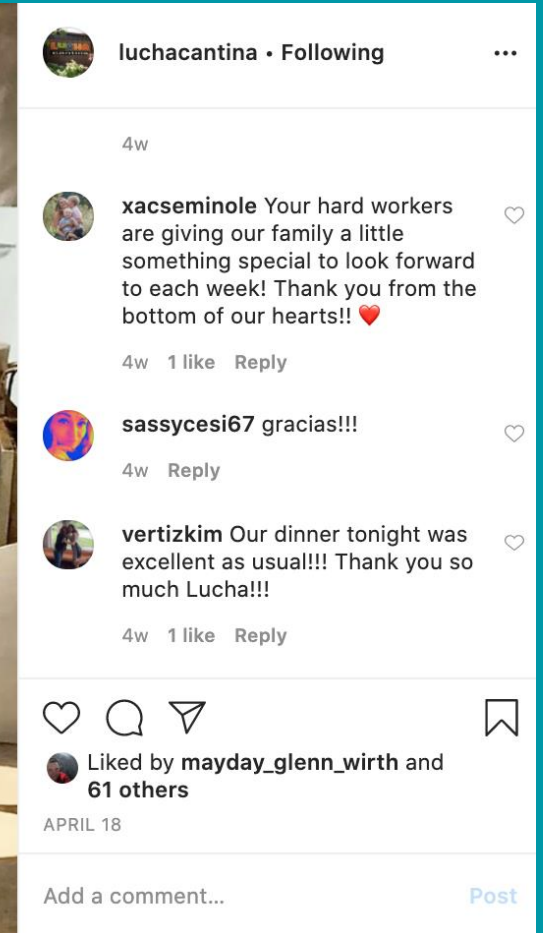 luchacantina • Following
4w
xacseminole Your hard workers
are giving our family a little
something special to look forward
to each week! Thank you from the
bottom of our hearts!! ❤️
4w 1 like Reply
sassycesi67 gracias!!!
4w Reply
vertizkim Our dinner tonight was
excellent as usual!!! Thank you so
much Lucha!!!
4w 1 like Reply
Liked by mayday_glenn_wirth and
61 others
APRIL 18
Add a comment... Post